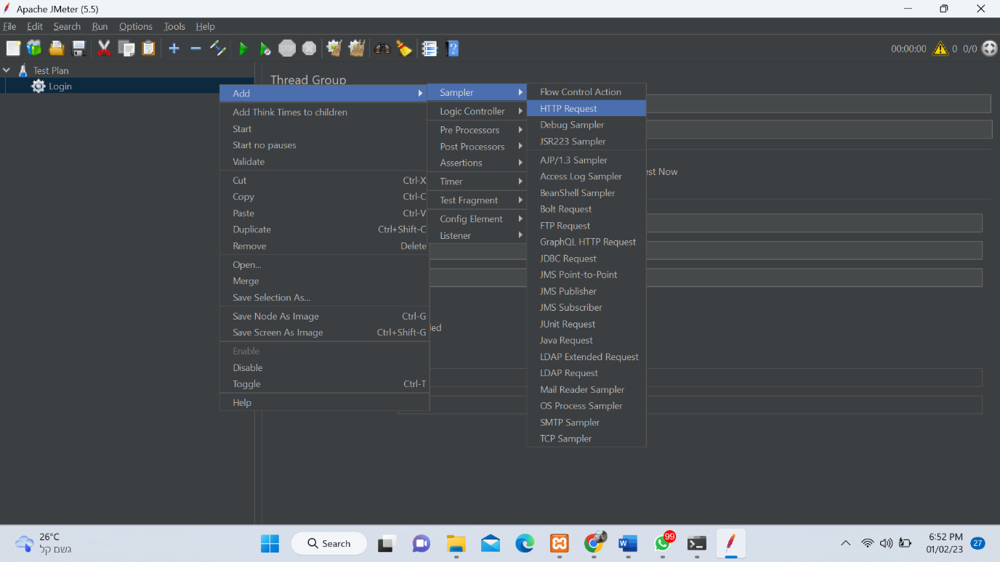 Apache JMeter (5.5)
File Edit Search Run Options Tools Help
00:00:00 0 0/0
Test Plan
Login
Thread Group
Add
Add Think Times to children
Start
Start no pauses
Validate
Cut Ctrl-X
Copy Ctrl-C
Paste Ctrl-V
Duplicate Ctrl+Shift-C
Remove Delete
Open...
Merge
Save Selection As...
Save Node As Image Ctrl-G
Save Screen As Image Ctrl+Shift-G
Enable
Disable
Toggle Ctrl-T
Help
Sampler
Logic Controller
Pre Processors
Post Processors
Assertions
Timer
Test Fragment
Config Element
Listener
Flow Control Action
HTTP Request
Debug Sampler
JSR223 Sampler
AJP/1.3 Sampler
Access Log Sampler
BeanShell Sampler
Bolt Request
FTP Request
GraphQL HTTP Request
JDBC Request
JMS Point-to-Point
JMS Publisher
JMS Subscriber
JUnit Request
Java Request
LDAP Extended Request
LDAP Request
Mail Reader Sampler
OS Process Sampler
SMTP Sampler
TCP Sampler
est Now
led
26°C
גשם קל
Search
99
6:52 PM
01/02/23
27